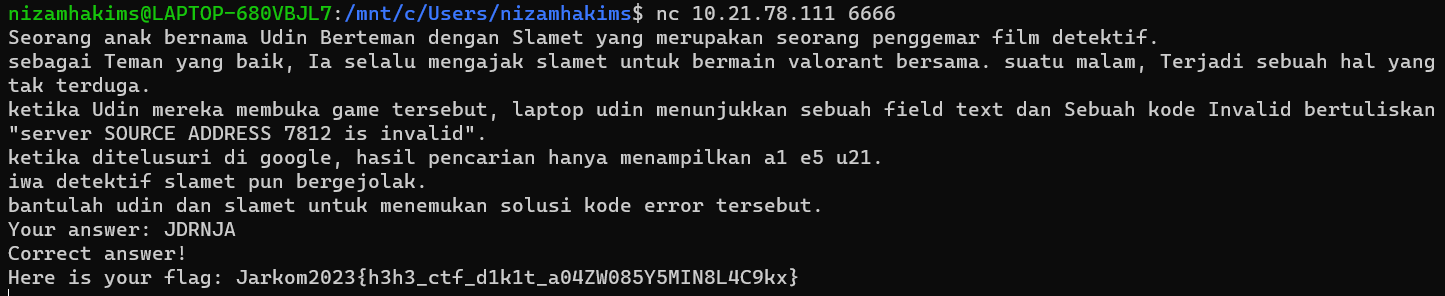 nizamhakims@LAPTOP-680VBJL7:/mnt/c/Users/nizamhakims$ nc 10.21.78.111 6666
Seorang anak bernama Udin Berteman dengan Slamet yang merupakan seorang penggemar film detektif.
sebagai Teman yang baik, Ia selalu mengajak slamet untuk bermain valorant bersama. suatu malam, Terjadi sebuah hal yang
tak terduga.
ketika Udin mereka membuka game tersebut, laptop udin menunjukkan sebuah field text dan Sebuah kode Invalid bertuliskan
"server SOURCE ADDRESS 7812 is invalid".
ketika ditelusuri di google, hasil pencarian hanya menampilkan a1 e5 u21.
iwa detektif slamet pun bergejolak.
bantulah udin dan slamet untuk menemukan solusi kode error tersebut.
Your answer: JDRNJA
Correct answer!
Here is your flag: Jarkom2023{h3h3_ctf_d1k1t_a04ZW085Y5MIN8L4C9kx}